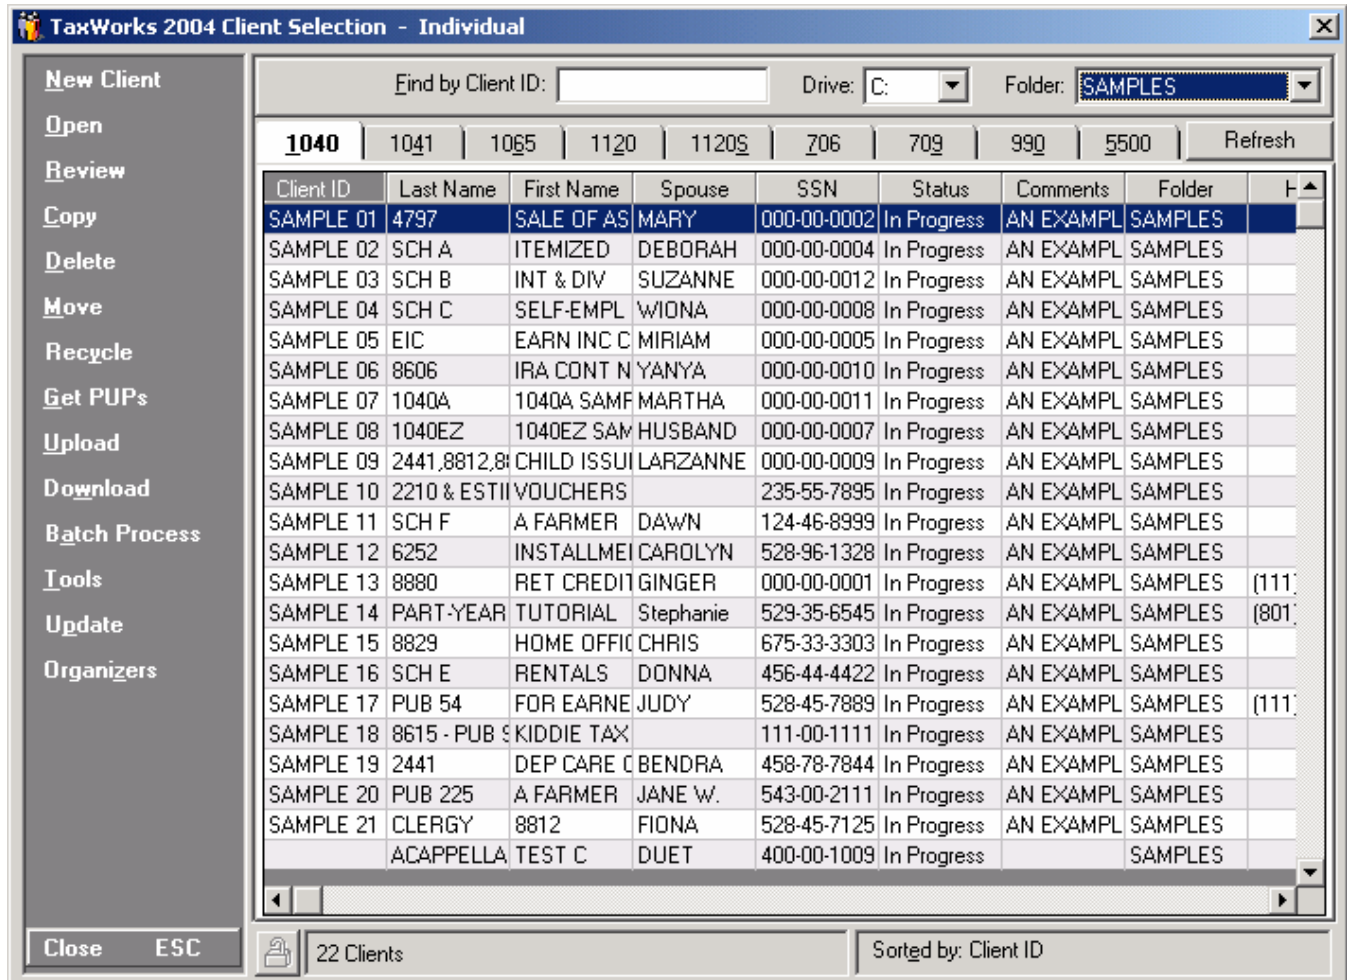 TaxWorks 2004 Client Selection - Individual
New Client
Open
Review
Copy
Delete
Move
Recycle
Get PUPs
Upload
Download
Batch Process
Tools
Update
Organizers
Close ESC
Find by Client ID: Drive: C: Folder: SAMPLES
1040 1041 1065 1120 1120S 706 709 990 5500 Refresh
Client ID Last Name First Name Spouse SSN Status Comments Folder H
SAMPLE 01 4797 SALE OF AS MARY 000-00-0002 In Progress AN EXAMPL SAMPLES
SAMPLE 02 SCH A ITEMIZED DEBORAH 000-00-0004 In Progress AN EXAMPL SAMPLES
SAMPLE 03 SCH B INT & DIV SUZANNE 000-00-0012 In Progress AN EXAMPL SAMPLES
SAMPLE 04 SCH C SELF-EMPL WIONA 000-00-0008 In Progress AN EXAMPL SAMPLES
SAMPLE 05 EIC EARN INC C MIRIAM 000-00-0005 In Progress AN EXAMPL SAMPLES
SAMPLE 06 8606 IRA CONT N YANYA 000-00-0010 In Progress AN EXAMPL SAMPLES
SAMPLE 07 1040A 1040A SAMP MARTHA 000-00-0011 In Progress AN EXAMPL SAMPLES
SAMPLE 08 1040EZ 1040EZ SAM HUSBAND 000-00-0007 In Progress AN EXAMPL SAMPLES
SAMPLE 09 2441,8812,8 CHILD ISSU LARZANNE 000-00-0009 In Progress AN EXAMPL SAMPLES
SAMPLE 10 2210 & ESTI VOUCHERS 235-55-7895 In Progress AN EXAMPL SAMPLES
SAMPLE 11 SCH F A FARMER DAWN 124-46-8999 In Progress AN EXAMPL SAMPLES
SAMPLE 12 6252 INSTALLME CAROLYN 528-96-1328 In Progress AN EXAMPL SAMPLES
SAMPLE 13 8880 RET CREDIT GINGER 000-00-0001 In Progress AN EXAMPL SAMPLES (111)
SAMPLE 14 PART-YEAR TUTORIAL Stephanie 529-35-6545 In Progress AN EXAMPL SAMPLES (801)
SAMPLE 15 8829 HOME OFFIC CHRIS 675-33-3303 In Progress AN EXAMPL SAMPLES
SAMPLE 16 SCH E RENTALS DONNA 456-44-4422 In Progress AN EXAMPL SAMPLES
SAMPLE 17 PUB 54 FOR EARNE JUDY 528-45-7889 In Progress AN EXAMPL SAMPLES (111)
SAMPLE 18 8615 - PUB 9 KIDDIE TAX 111-00-1111 In Progress AN EXAMPL SAMPLES
SAMPLE 19 2441 DEP CARE C BENDRA 458-78-7844 In Progress AN EXAMPL SAMPLES
SAMPLE 20 PUB 225 A FARMER JANE W. 543-00-2111 In Progress AN EXAMPL SAMPLES
SAMPLE 21 CLERGY 8812 FIONA 528-45-7125 In Progress AN EXAMPL SAMPLES
ACAPPELLA TEST C DUET 400-00-1009 In Progress SAMPLES
22 Clients Sorted by: Client ID